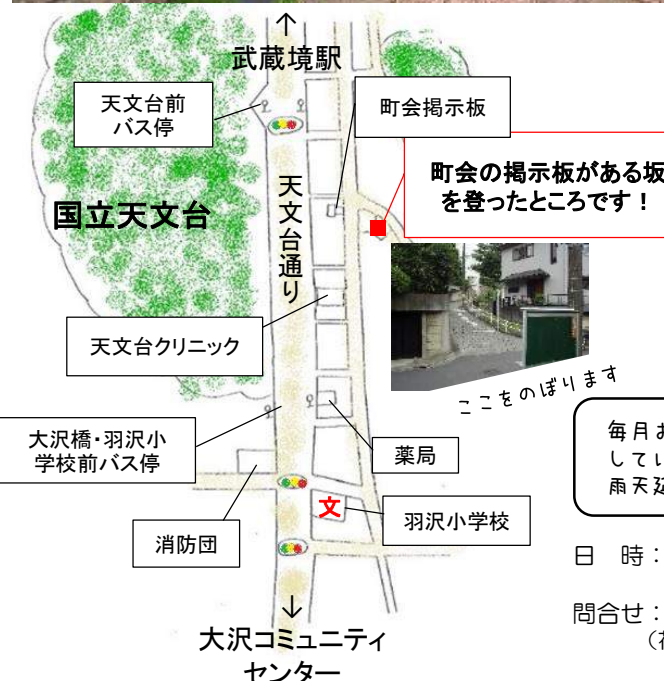 ↑
武蔵境駅
天文台前
バス停
町会掲示板
町会の掲示板がある坂
を登ったところです！
国立天文台
天文台通り
天文台クリニック
ここをのぼります
大沢橋・羽沢小
学校前バス停
薬局
毎月お
してい
雨天延
文
羽沢小学校
消防団
日　時：
問合せ：
↓
大沢コミュニティ
センター